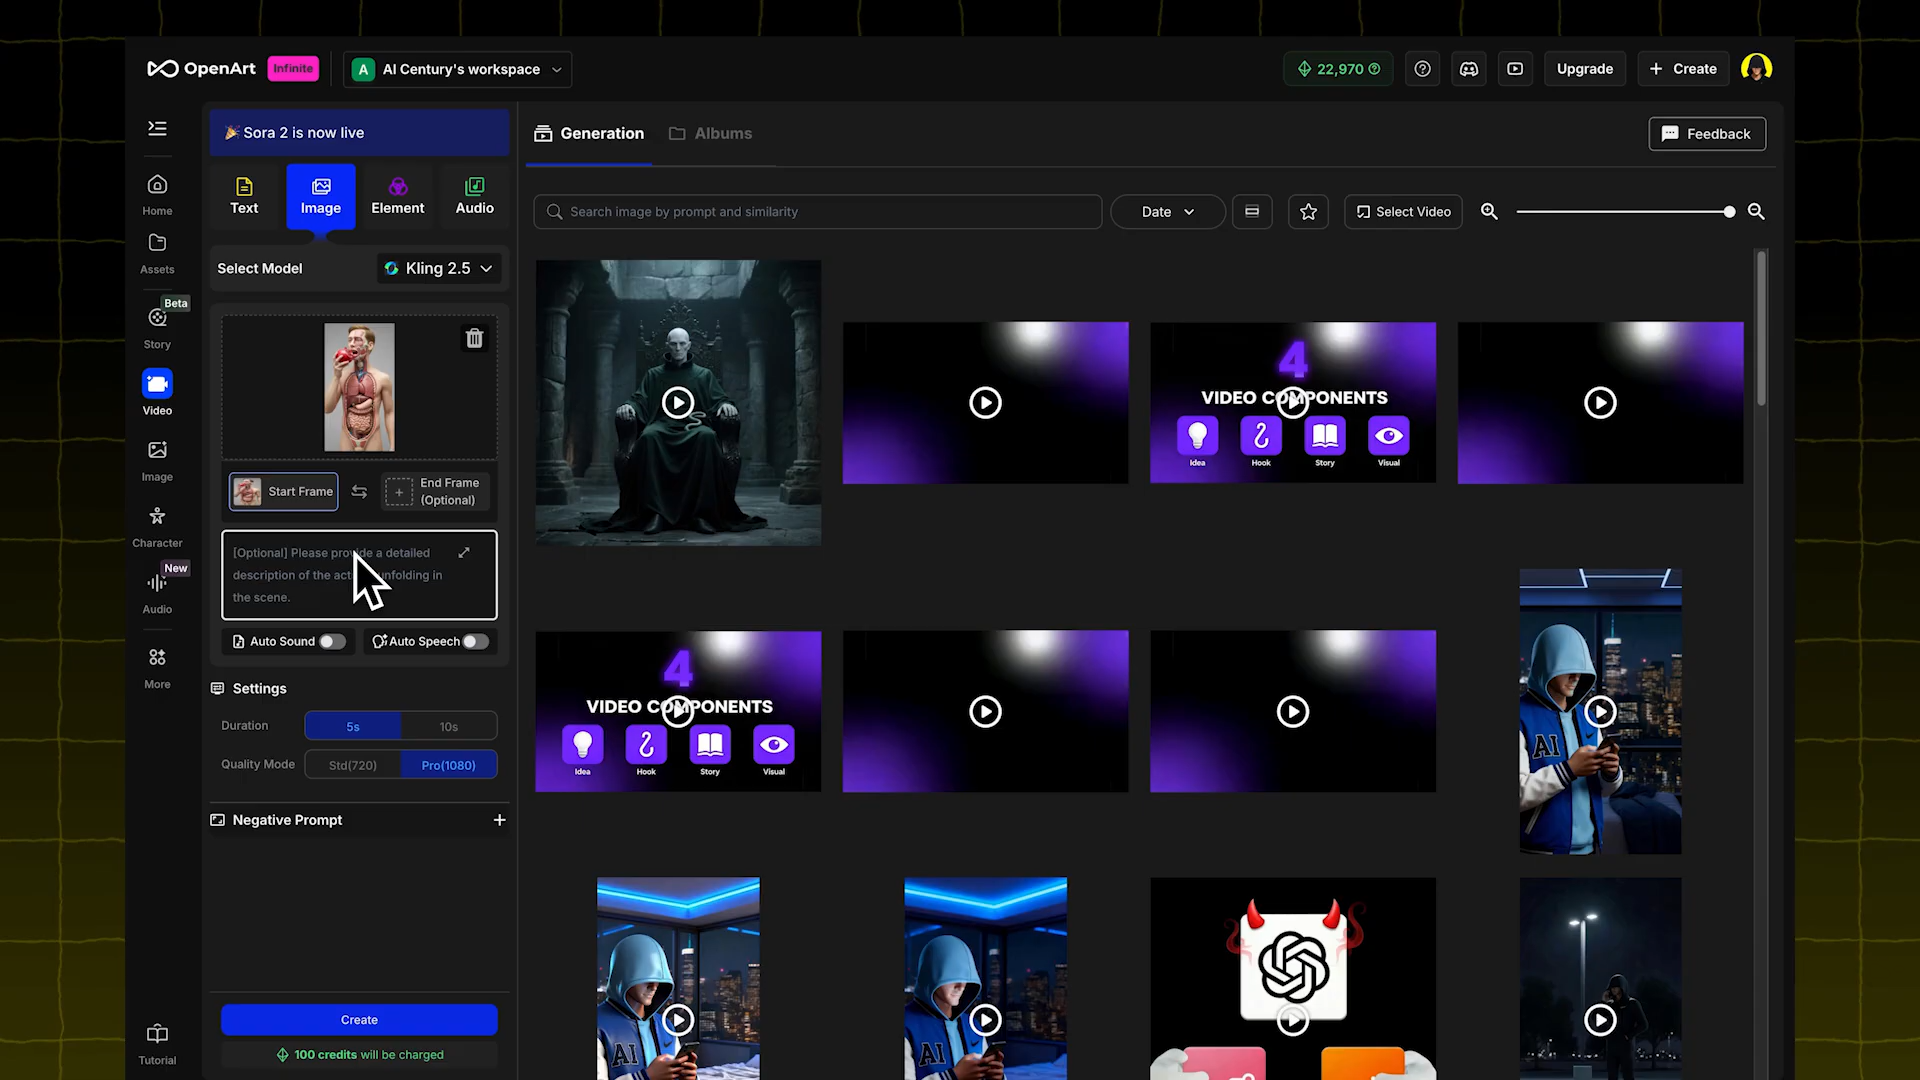 OpenArt Infinite A AI Century's workspace 22,970 Upgrade + Create
Home
Assets
Beta
Story
Video
Image
Character
New
Audio
More
Tutorial
Sora 2 is now live
Text Image Element Audio
Select Model Kling 2.5
Start Frame
End Frame
(Optional)
[Optional] Please provide a detailed
description of the unfolding in
the scene.
Auto Sound Auto Speech
Settings
Duration 5s 10s
Quality Mode Std(720) Pro(1080)
Negative Prompt +
Create
100 credits will be charged
Generation Albums Feedback
Search image by prompt and similarity Date Select Video
4
VIDEO COMPONENTS
Idea Hook Story Visual
4
VIDEO COMPONENTS
Idea Hook Story Visual
AI
AI
AI